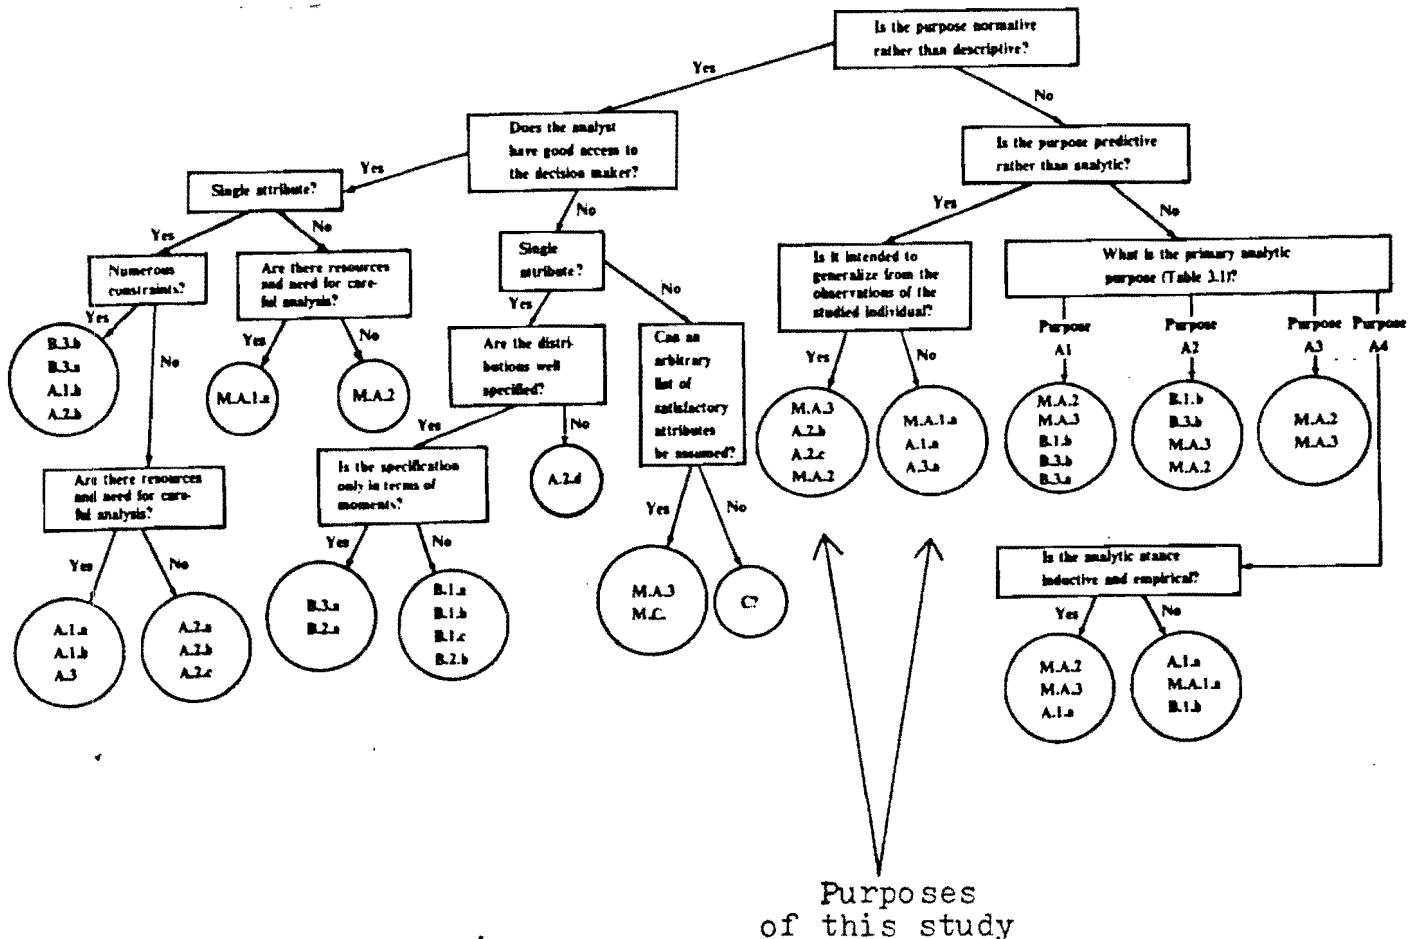 Is the purpose normative
rather than descriptive?
Yes
No
Does the analyst
have good access to
the decision maker?
Is the purpose predictive
rather than analytic?
Yes
No
Yes
No
Single attribute?
Single
attribute?
Is it intended to
generalize from the
observations of the
studied individual?
What is the primary analytic
purpose (Table 3.1)?
Yes
No
Yes
No
Numerous
constraints?
Are there resources
and need for care-
ful analysis?
Are the distri-
butions well
specified?
Can an
arbitrary
list of
satisfactory
attributes
be assumed?
Yes
No
Purpose
A1
Purpose
A2
Purpose
A3
Purpose
A4
Yes
No
Yes
No
B.3.b
B.3.a
A.1.b
A.2.b
M.A.1.a
M.A.2
M.A.3
A.2.b
A.2.c
M.A.2
M.A.1.a
A.1.a
A.3.a
M.A.2
M.A.3
B.1.b
B.3.b
B.3.a
B.1.b
B.3.b
M.A.3
M.A.2
M.A.2
M.A.3
Yes
No
Are there resources
and need for care-
ful analysis?
Is the specification
only in terms of
moments?
A.2.d
Yes
No
Yes
No
Yes
No
Is the analytic stance
inductive and empirical?
Yes
No
A.1.a
A.1.b
A.3
A.2.a
A.2.b
A.2.c
B.3.a
B.2.a
B.1.a
B.1.b
B.1.c
B.2.b
M.A.3
M.C.
C?
M.A.2
M.A.3
A.1.a
A.1.a
M.A.1.a
B.1.b
Purposes
of this study